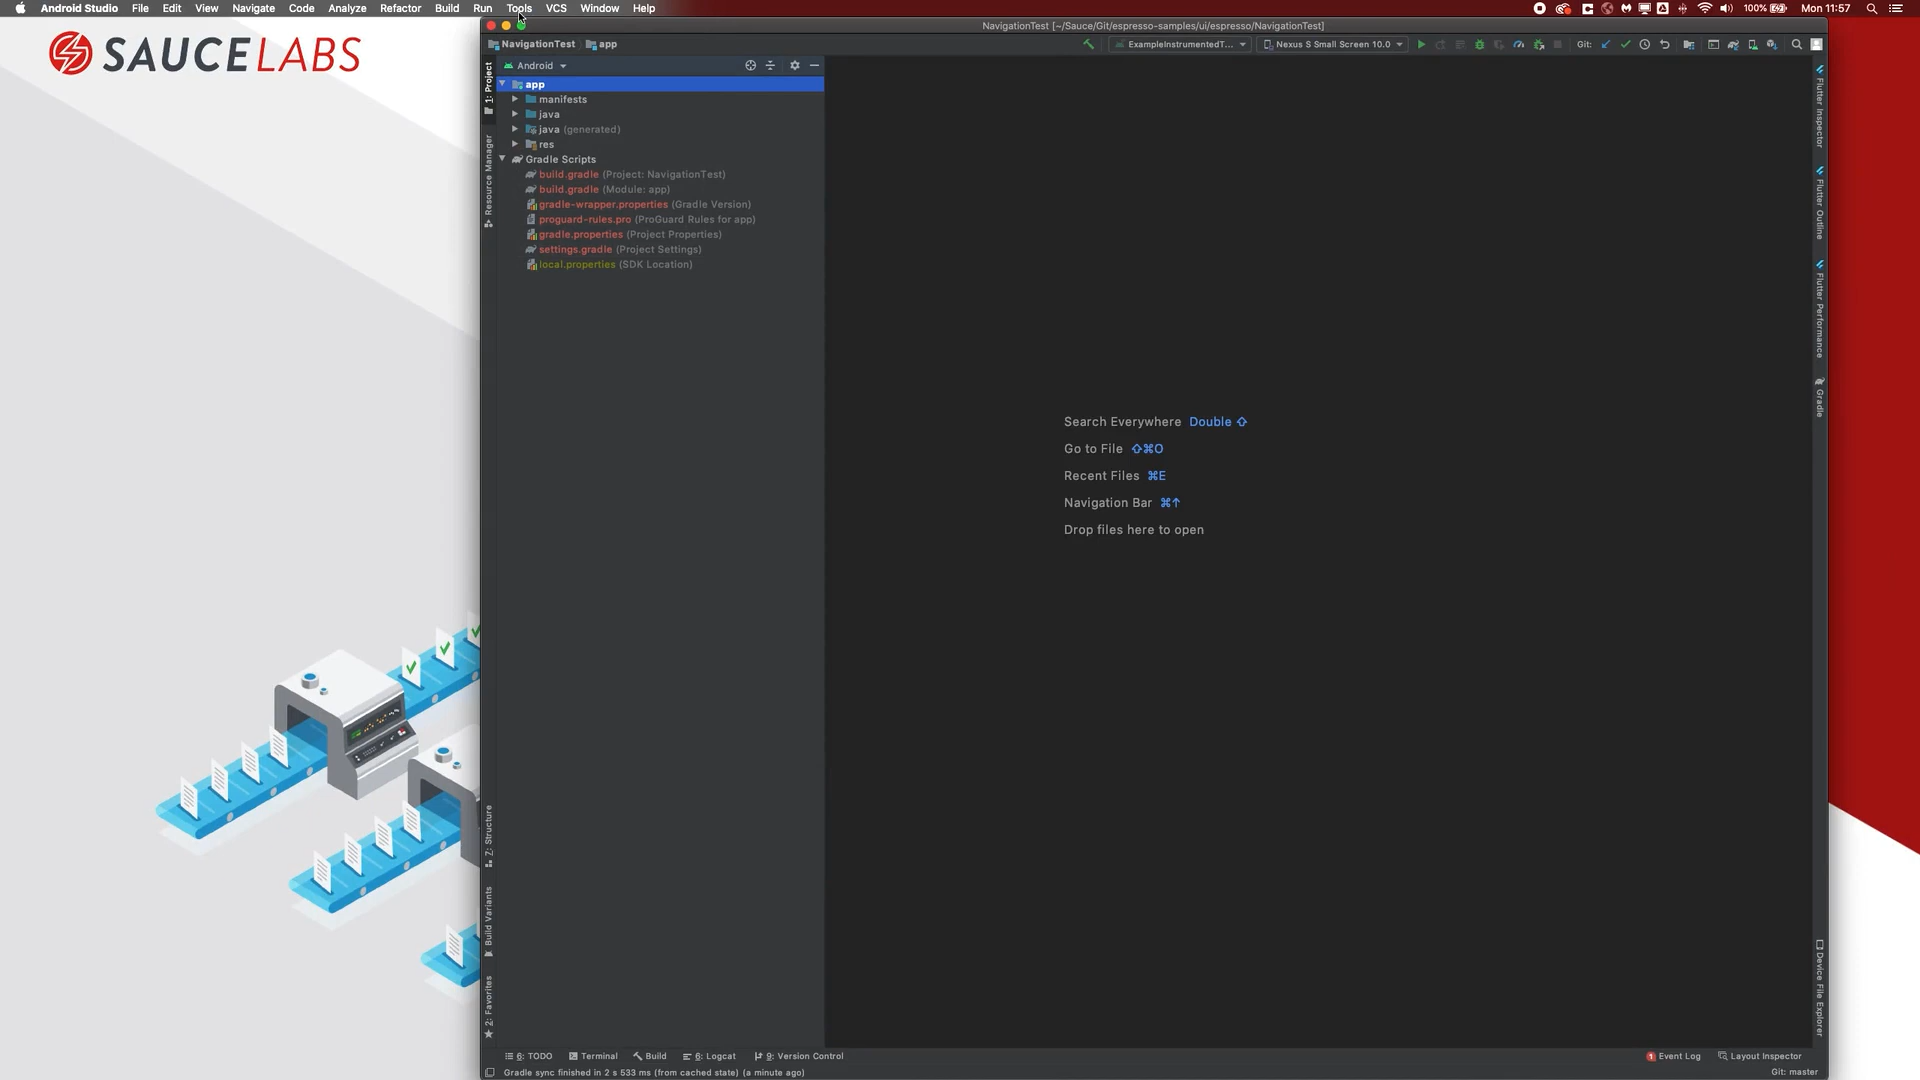 Android Studio File Edit View Navigate Code Analyze Refactor Build Run Tools VCS Window Help
100% Mon 11:57
SAUCELABS
NavigationTest [~/Sauce/Git/espresso-samples/ui/espresso/NavigationTest]
NavigationTest app
ExampleInstrumentedT... Nexus S Small Screen 10.0 Git:
Android
1: Project
Resource Manager
app
manifests
java
java (generated)
res
Gradle Scripts
build.gradle (Project: NavigationTest)
build.gradle (Module: app)
gradle-wrapper.properties (Gradle Version)
proguard-rules.pro (ProGuard Rules for app)
gradle.properties (Project Properties)
settings.gradle (Project Settings)
local.properties (SDK Location)
Search Everywhere Double ⇧
Go to File ⇧⌘O
Recent Files ⌘E
Navigation Bar ⌘↑
Drop files here to open
Flutter Inspector
Flutter Outline
Flutter Performance
Gradle
Device File Explorer
Z: Structure
Build Variants
2: Favorites
6: TODO Terminal Build 6: Logcat 9: Version Control
1 Event Log Layout Inspector
Gradle sync finished in 2 s 533 ms (from cached state) (a minute ago)
Git: master